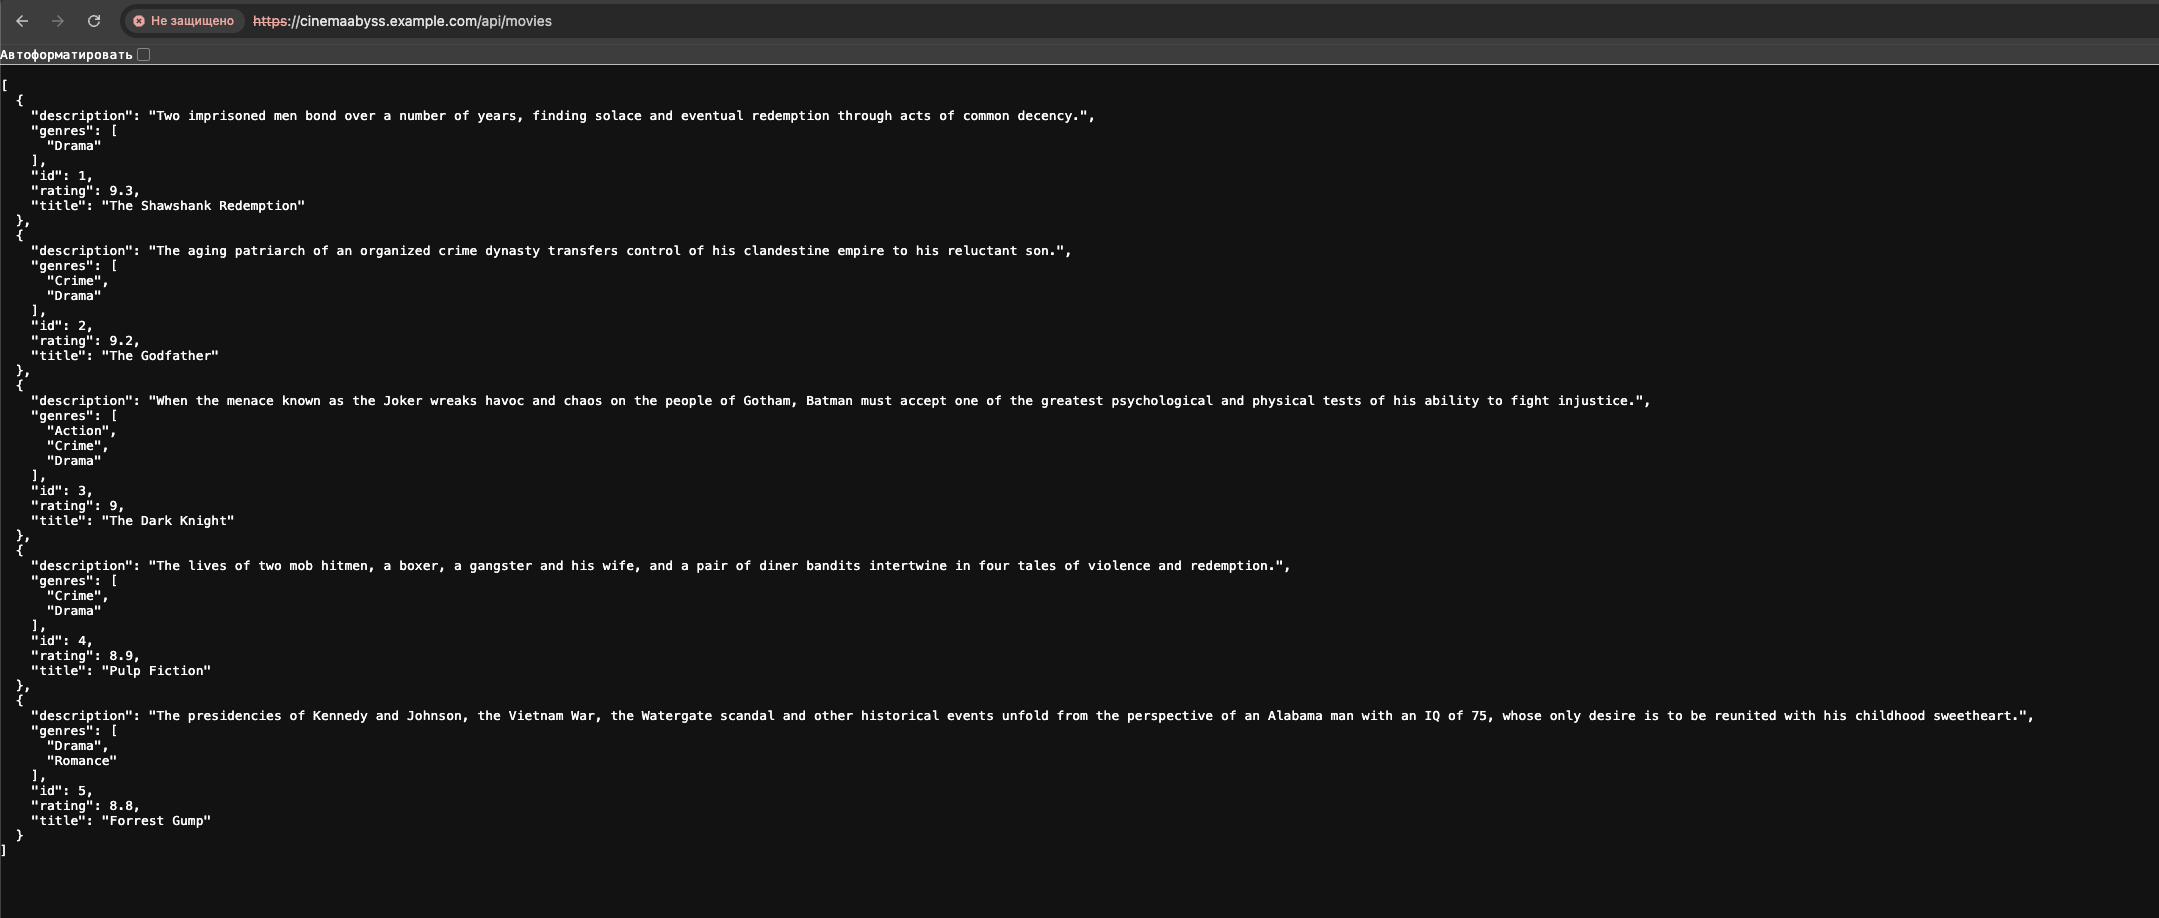 Не защищено https://cinemaabyss.example.com/api/movies
Автоформатировать
[
  {
    "description": "Two imprisoned men bond over a number of years, finding solace and eventual redemption through acts of common decency.",
    "genres": [
      "Drama"
    ],
    "id": 1,
    "rating": 9.3,
    "title": "The Shawshank Redemption"
  },
  {
    "description": "The aging patriarch of an organized crime dynasty transfers control of his clandestine empire to his reluctant son.",
    "genres": [
      "Crime",
      "Drama"
    ],
    "id": 2,
    "rating": 9.2,
    "title": "The Godfather"
  },
  {
    "description": "When the menace known as the Joker wreaks havoc and chaos on the people of Gotham, Batman must accept one of the greatest psychological and physical tests of his ability to fight injustice.",
    "genres": [
      "Action",
      "Crime",
      "Drama"
    ],
    "id": 3,
    "rating": 9,
    "title": "The Dark Knight"
  },
  {
    "description": "The lives of two mob hitmen, a boxer, a gangster and his wife, and a pair of diner bandits intertwine in four tales of violence and redemption.",
    "genres": [
      "Crime",
      "Drama"
    ],
    "id": 4,
    "rating": 8.9,
    "title": "Pulp Fiction"
  },
  {
    "description": "The presidencies of Kennedy and Johnson, the Vietnam War, the Watergate scandal and other historical events unfold from the perspective of an Alabama man with an IQ of 75, whose only desire is to be reunited with his childhood sweetheart.",
    "genres": [
      "Drama",
      "Romance"
    ],
    "id": 5,
    "rating": 8.8,
    "title": "Forrest Gump"
  }
]